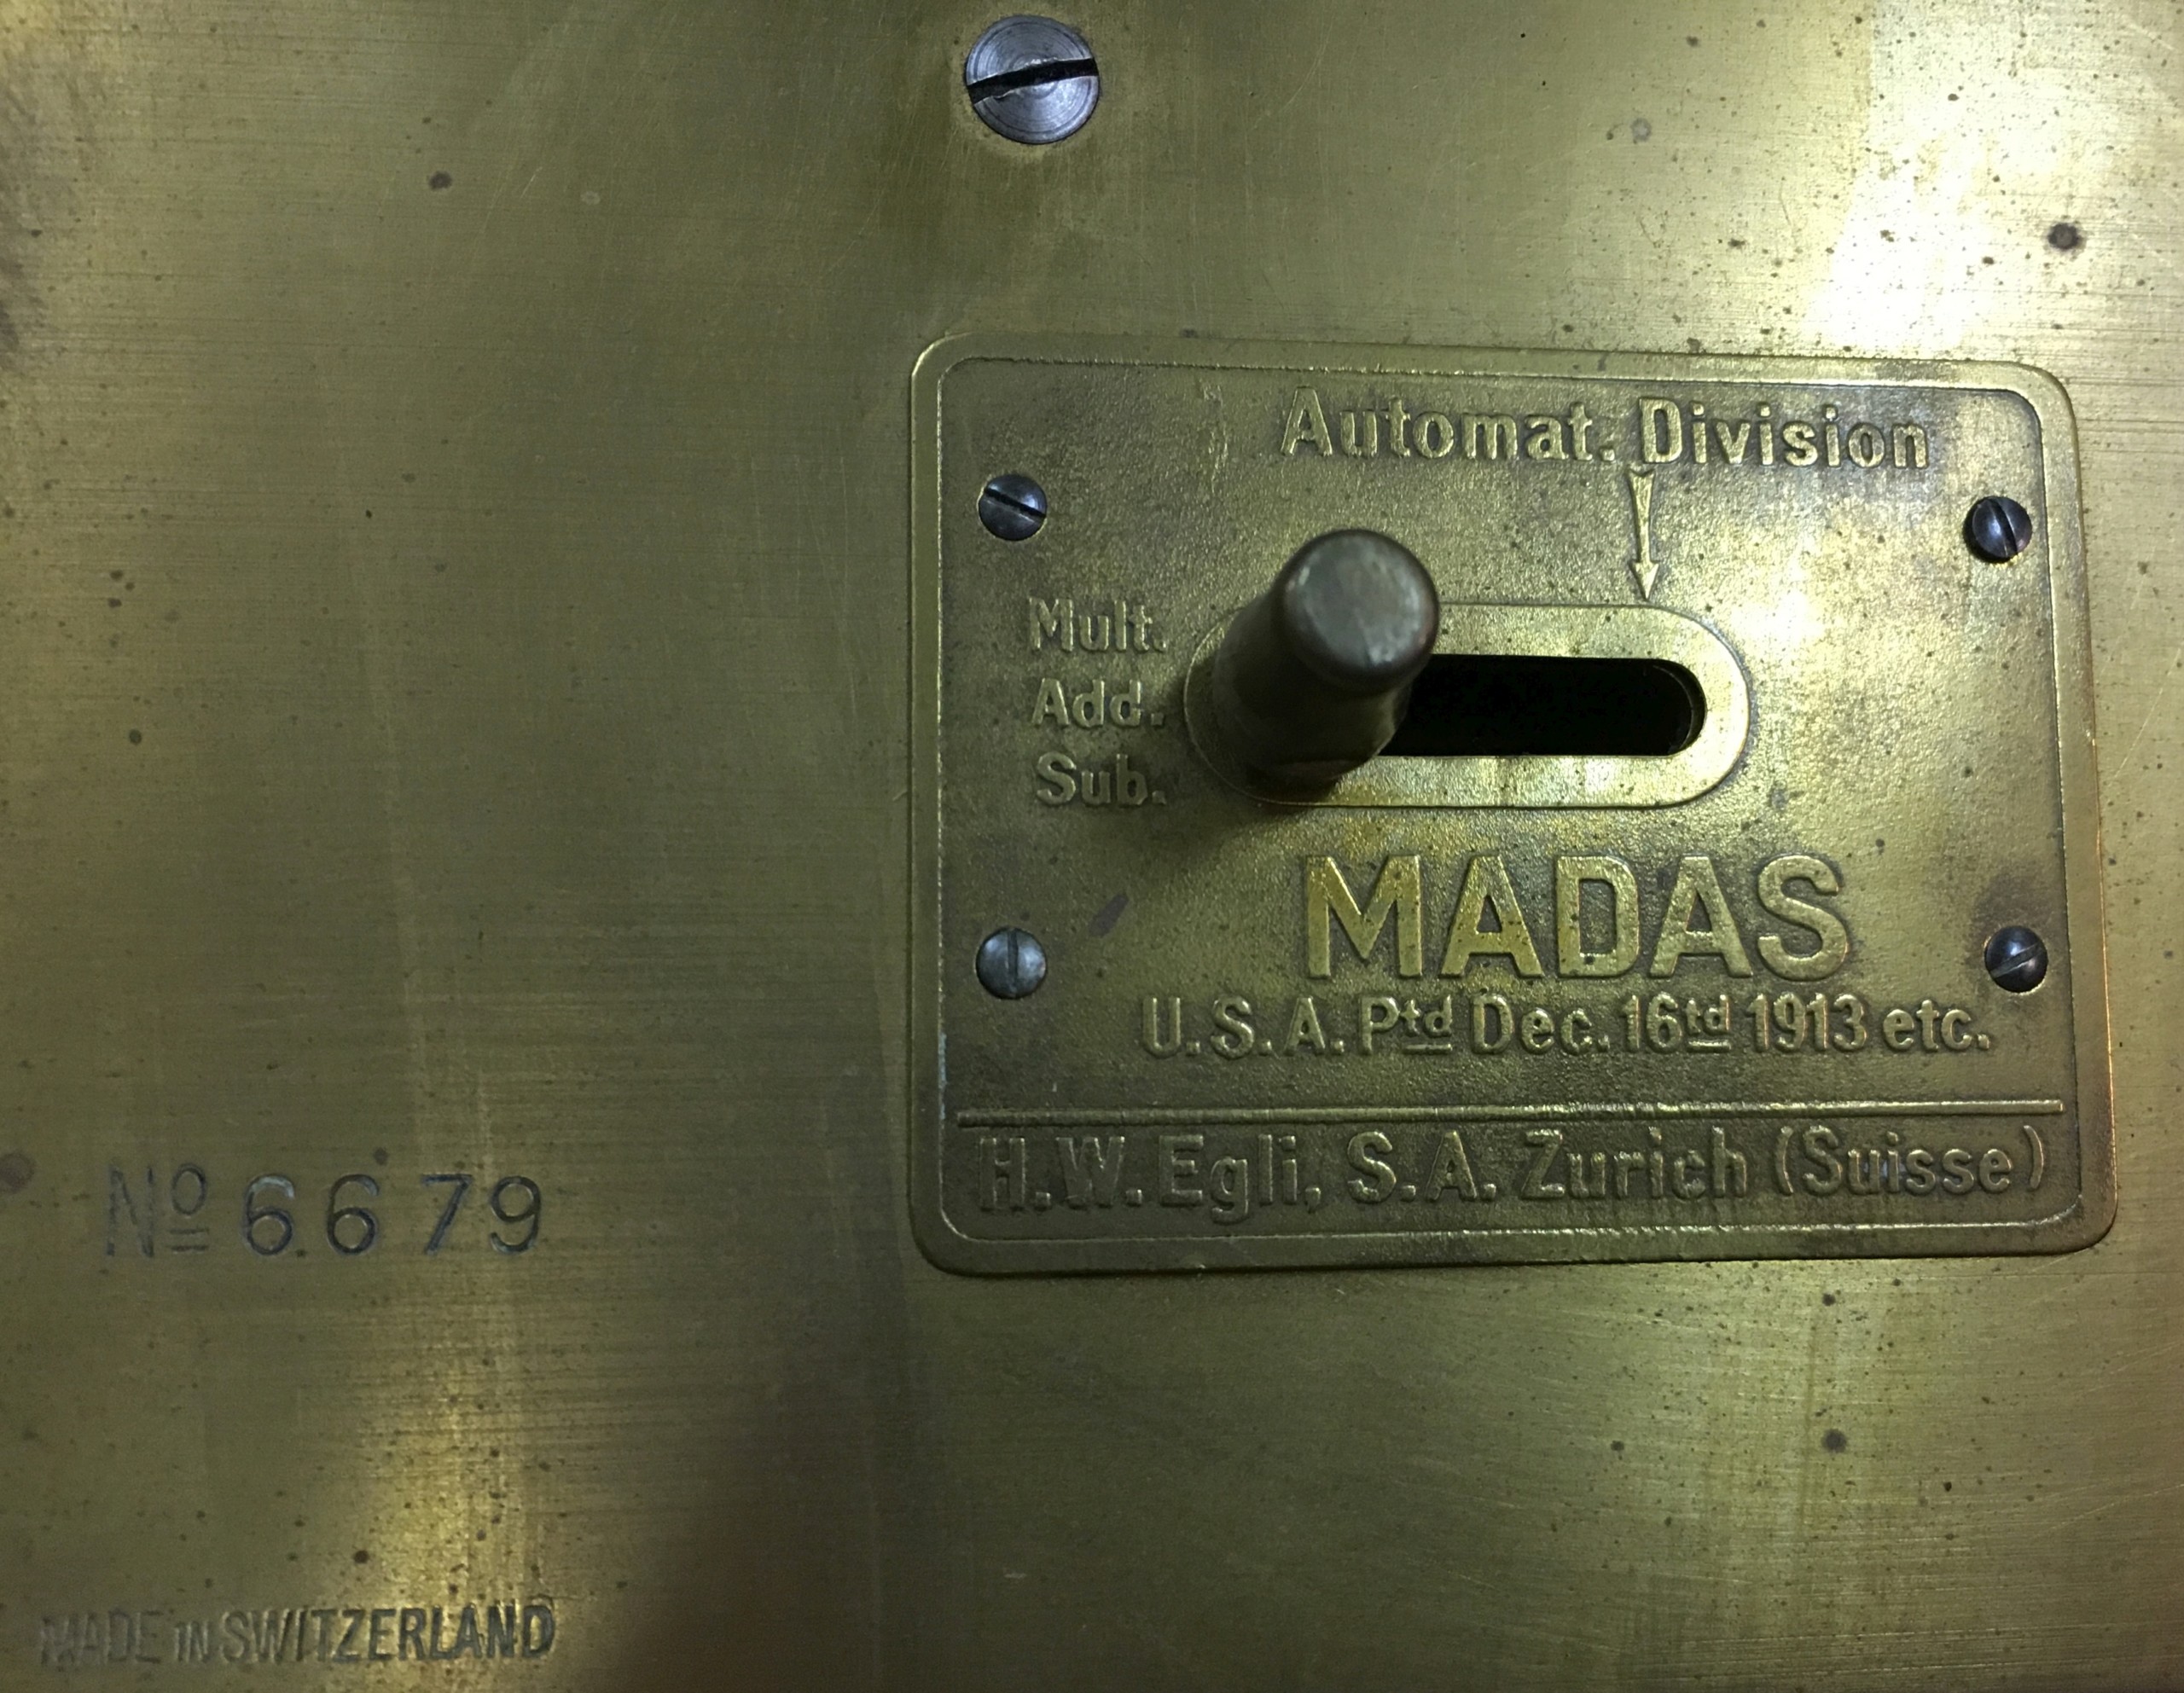 Automat. Division
Mult.
Add.
Sub.
MADAS
U.S.A. Ptd Dec. 16td 1913 etc.
H.W. Egli, S.A. Zurich (Suisse)
Nº 6679
MADE IN SWITZERLAND